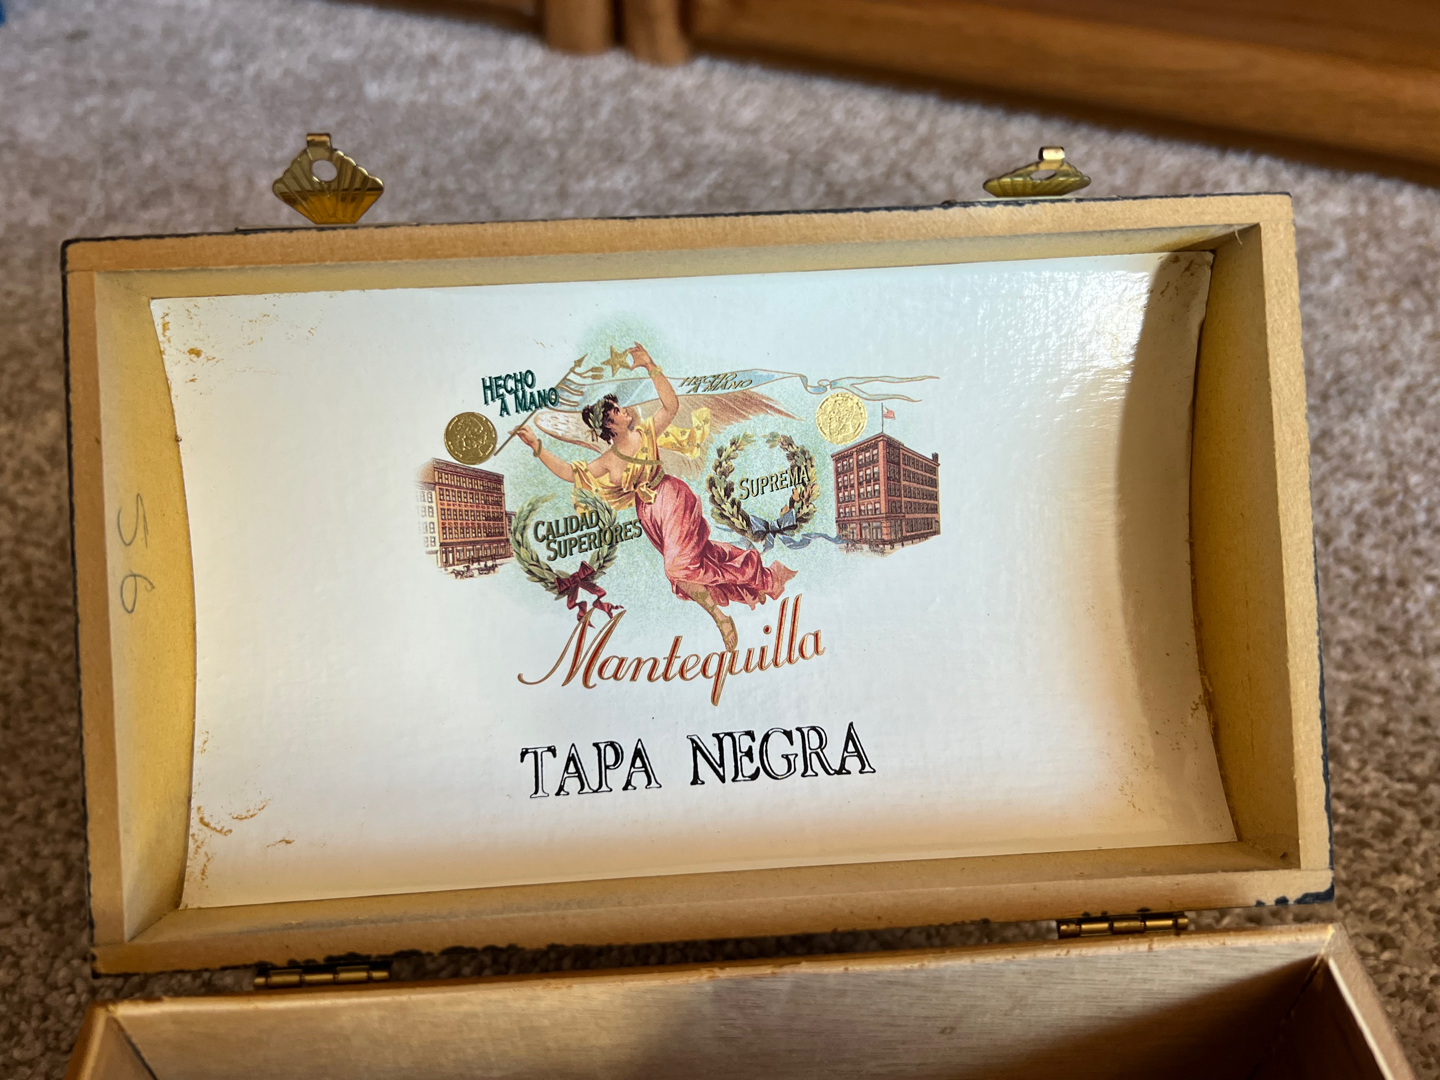 HECHO
A MANO
HECHO
A MANO
SUPREMA
CALIDAD
SUPERIORES
Mantequilla
TAPA NEGRA
56